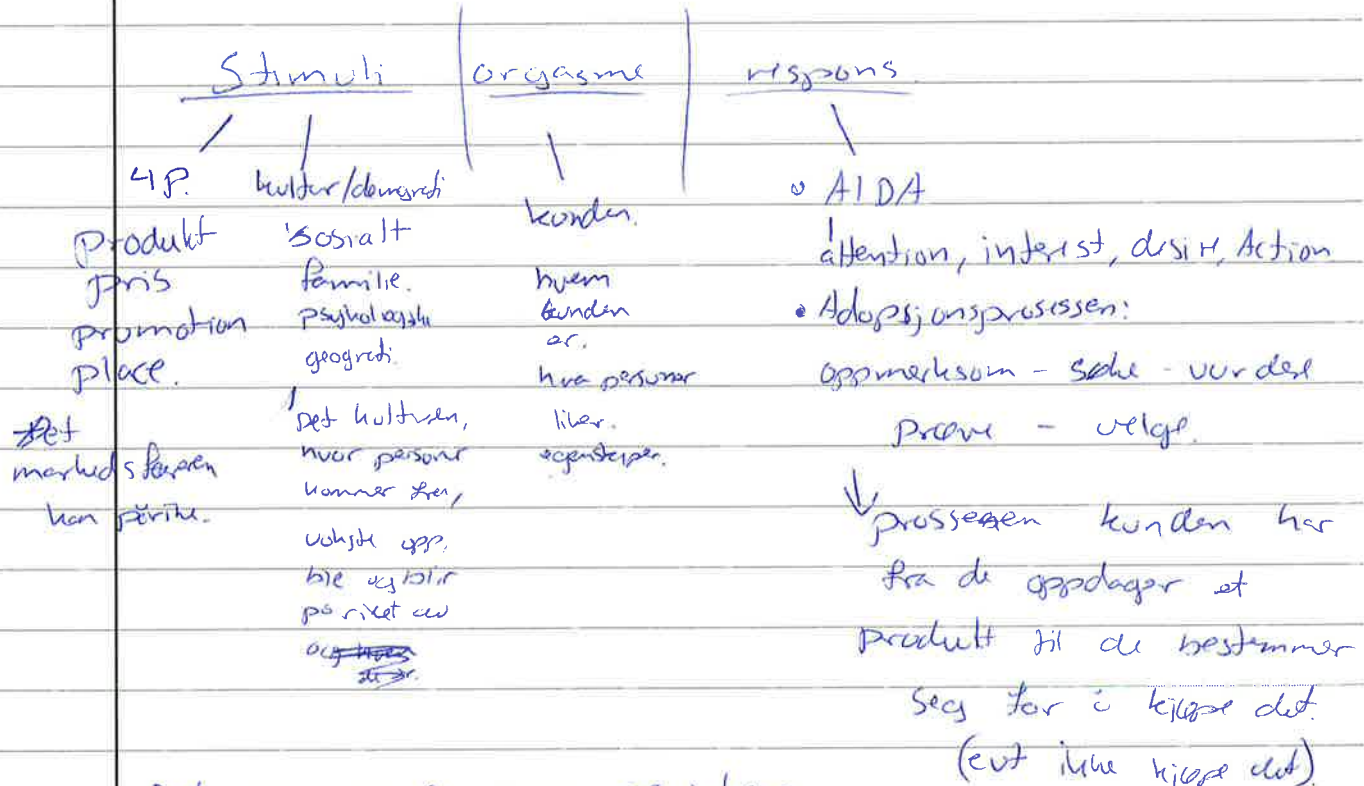 Stimuli
orgasme
respons
4P.
Produkt
pris
promotion
place.
Det
markedsføreren
kan påvirke.
kultur/demografi
sosialt
familie.
psykologisk
geografi.
Det kulturen,
hvor personer
kommer fra,
vokste opp.
ble og blir
påvirket av
kunden.
hvem
kunden
er.
hva personer
liker.
egenskaper.
• AIDA
attention, interest, desire, Action
• Adopsjonsprosessen:
oppmerksom - søke - vurdere
prøve - velge.
prossesen kunden har
fra de oppdager et
produkt til de bestemmer
seg for å kjøpe det.
(evt ikke kjøpe det)